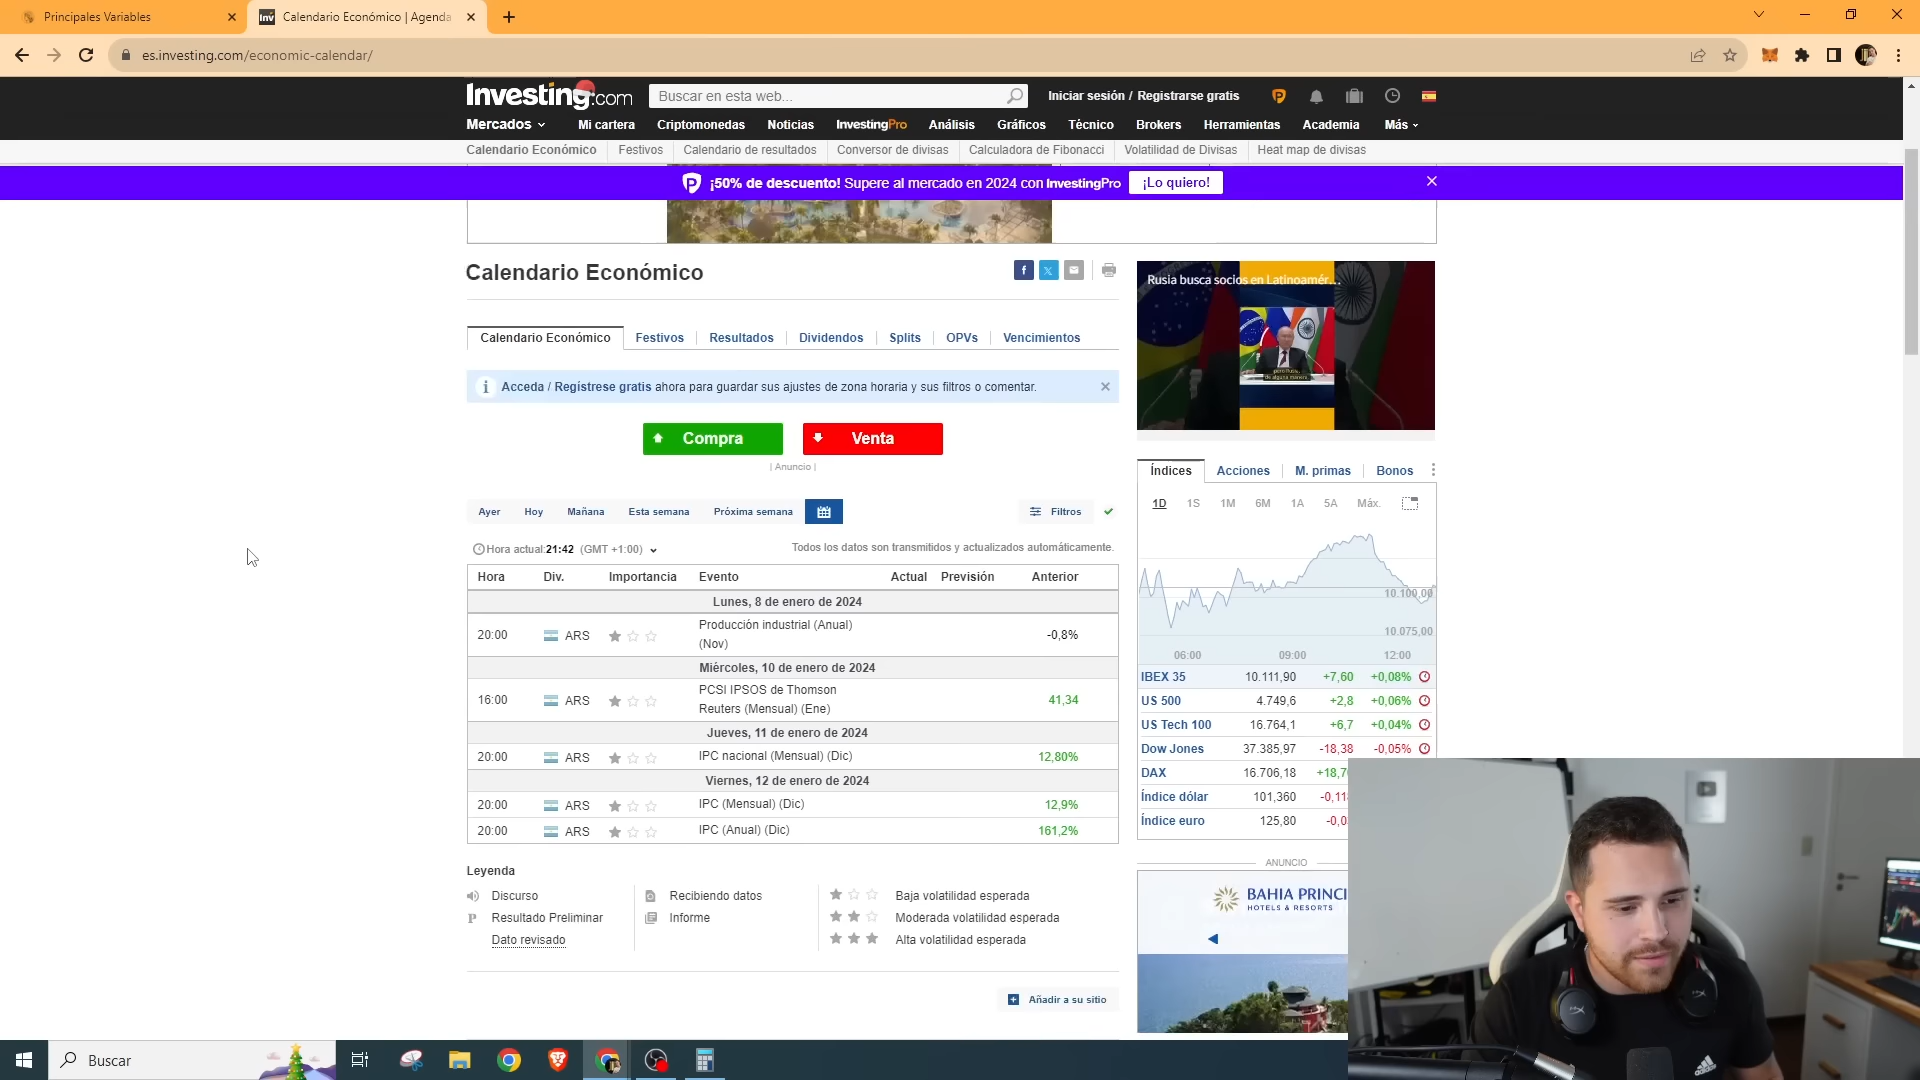 Principales Variables
Calendario Económico | Agenda
es.investing.com/economic-calendar/
Investing.com
Buscar en esta web...
Iniciar sesión / Registrarse gratis
Mercados
Mi cartera
Criptomonedas
Noticias
InvestingPro
Análisis
Gráficos
Técnico
Brokers
Herramientas
Academia
Más
Calendario Económico
Festivos
Calendario de resultados
Conversor de divisas
Calculadora de Fibonacci
Volatilidad de Divisas
Heat map de divisas
¡50% de descuento! Supere al mercado en 2024 con InvestingPro
¡Lo quiero!
Calendario Económico
Rusia busca socios en Latinoamér...
Calendario Económico
Festivos
Resultados
Dividendos
Splits
OPVs
Vencimientos
Acceda / Regístrese gratis ahora para guardar sus ajustes de zona horaria y sus filtros o comentar.
Compra
Venta
| Anuncio |
Índices
Acciones
M. primas
Bonos
1D 1S 1M 6M 1A 5A Máx.
Ayer
Hoy
Mañana
Esta semana
Próxima semana
Filtros
Hora actual:21:42 (GMT +1:00)
Todos los datos son transmitidos y actualizados automáticamente.
Hora Div. Importancia Evento Actual Previsión Anterior
Lunes, 8 de enero de 2024
20:00 ARS Producción industrial (Anual) -0,8%
(Nov)
Miércoles, 10 de enero de 2024
16:00 ARS PCSI IPSOS de Thomson 41,34
Reuters (Mensual) (Ene)
Jueves, 11 de enero de 2024
20:00 ARS IPC nacional (Mensual) (Dic) 12,80%
Viernes, 12 de enero de 2024
20:00 ARS IPC (Mensual) (Dic) 12,9%
20:00 ARS IPC (Anual) (Dic) 161,2%
10.100,00
10.075,00
06:00 09:00 12:00
IBEX 35 10.111,90 +7,60 +0,08%
US 500 4.749,6 +2,8 +0,06%
US Tech 100 16.764,1 +6,7 +0,04%
Dow Jones 37.385,97 -18,38 -0,05%
DAX 16.706,18 +18,7
Índice dólar 101,360 -0,11
Índice euro 125,80 -0,0
ANUNCIO
BAHIA PRINCI
HOTELS & RESORTS
Leyenda
Discurso
Recibiendo datos
Baja volatilidad esperada
Resultado Preliminar
Informe
Moderada volatilidad esperada
Dato revisado
Alta volatilidad esperada
Añadir a su sitio
Buscar
adidas